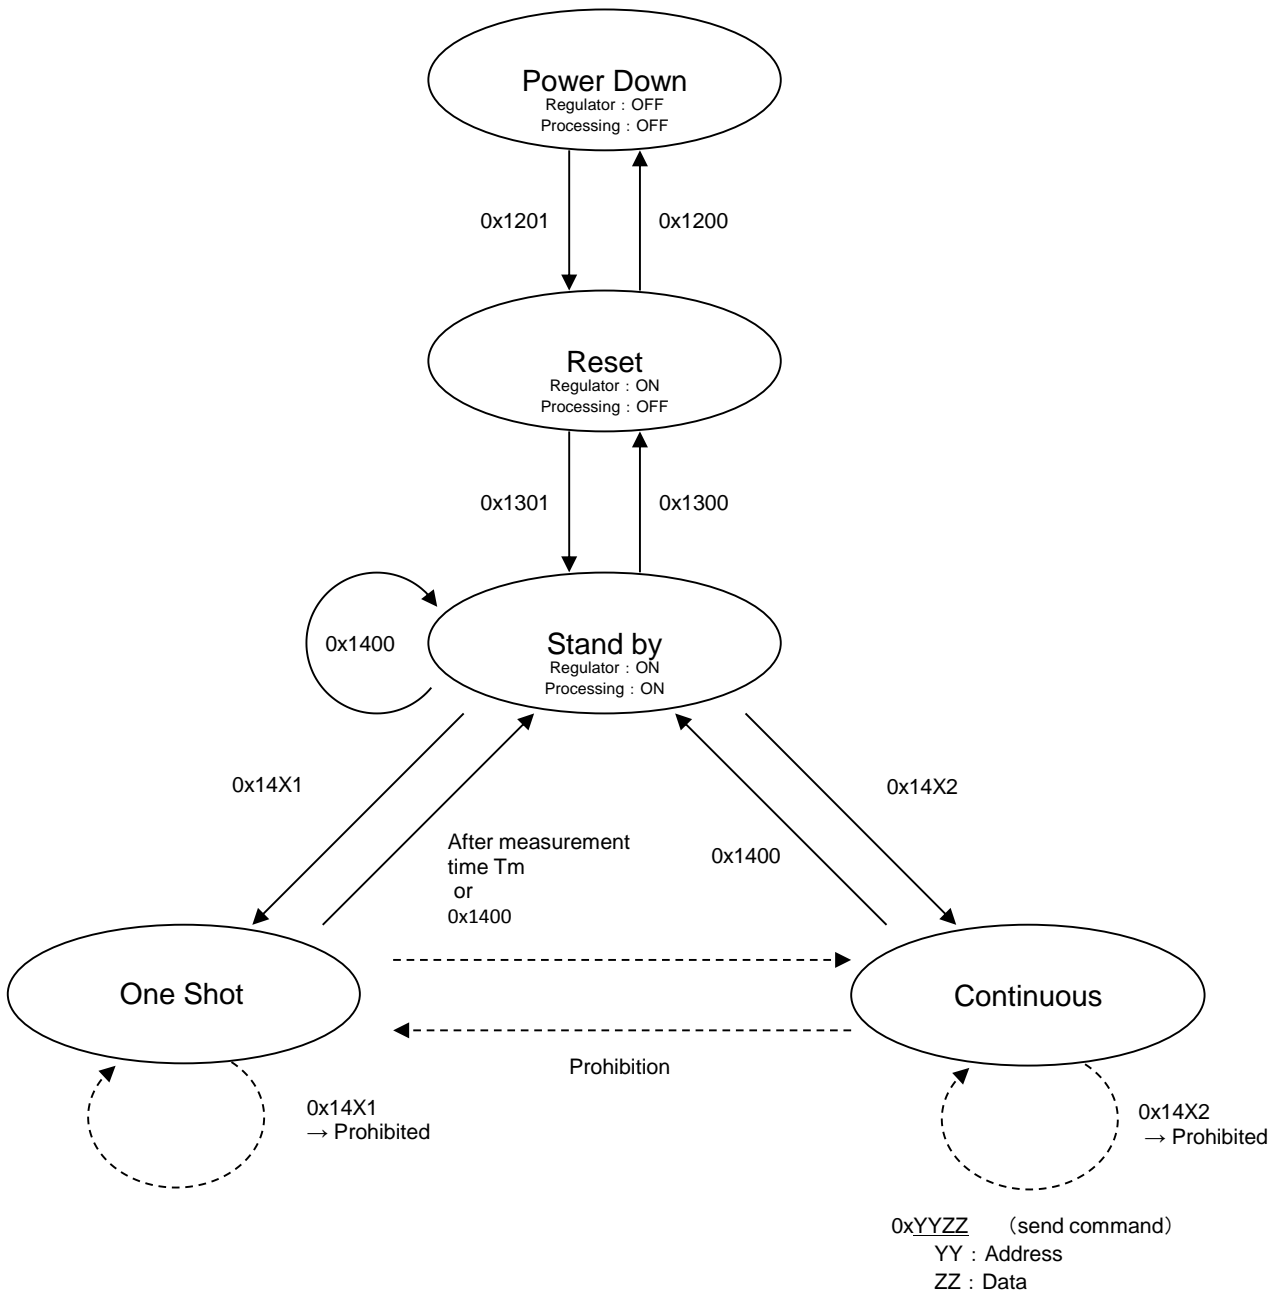 Power Down
Regulator : OFF
Processing : OFF
0x1201
0x1200
Reset
Regulator : ON
Processing : OFF
0x1301
0x1300
0x1400
Stand by
Regulator : ON
Processing : ON
0x14X1
0x14X2
After measurement
time Tm
or
0x1400
0x1400
One Shot
Continuous
Prohibition
0x14X1
→ Prohibited
0x14X2
→ Prohibited
0xYYZZ （send command）
YY : Address
ZZ : Data